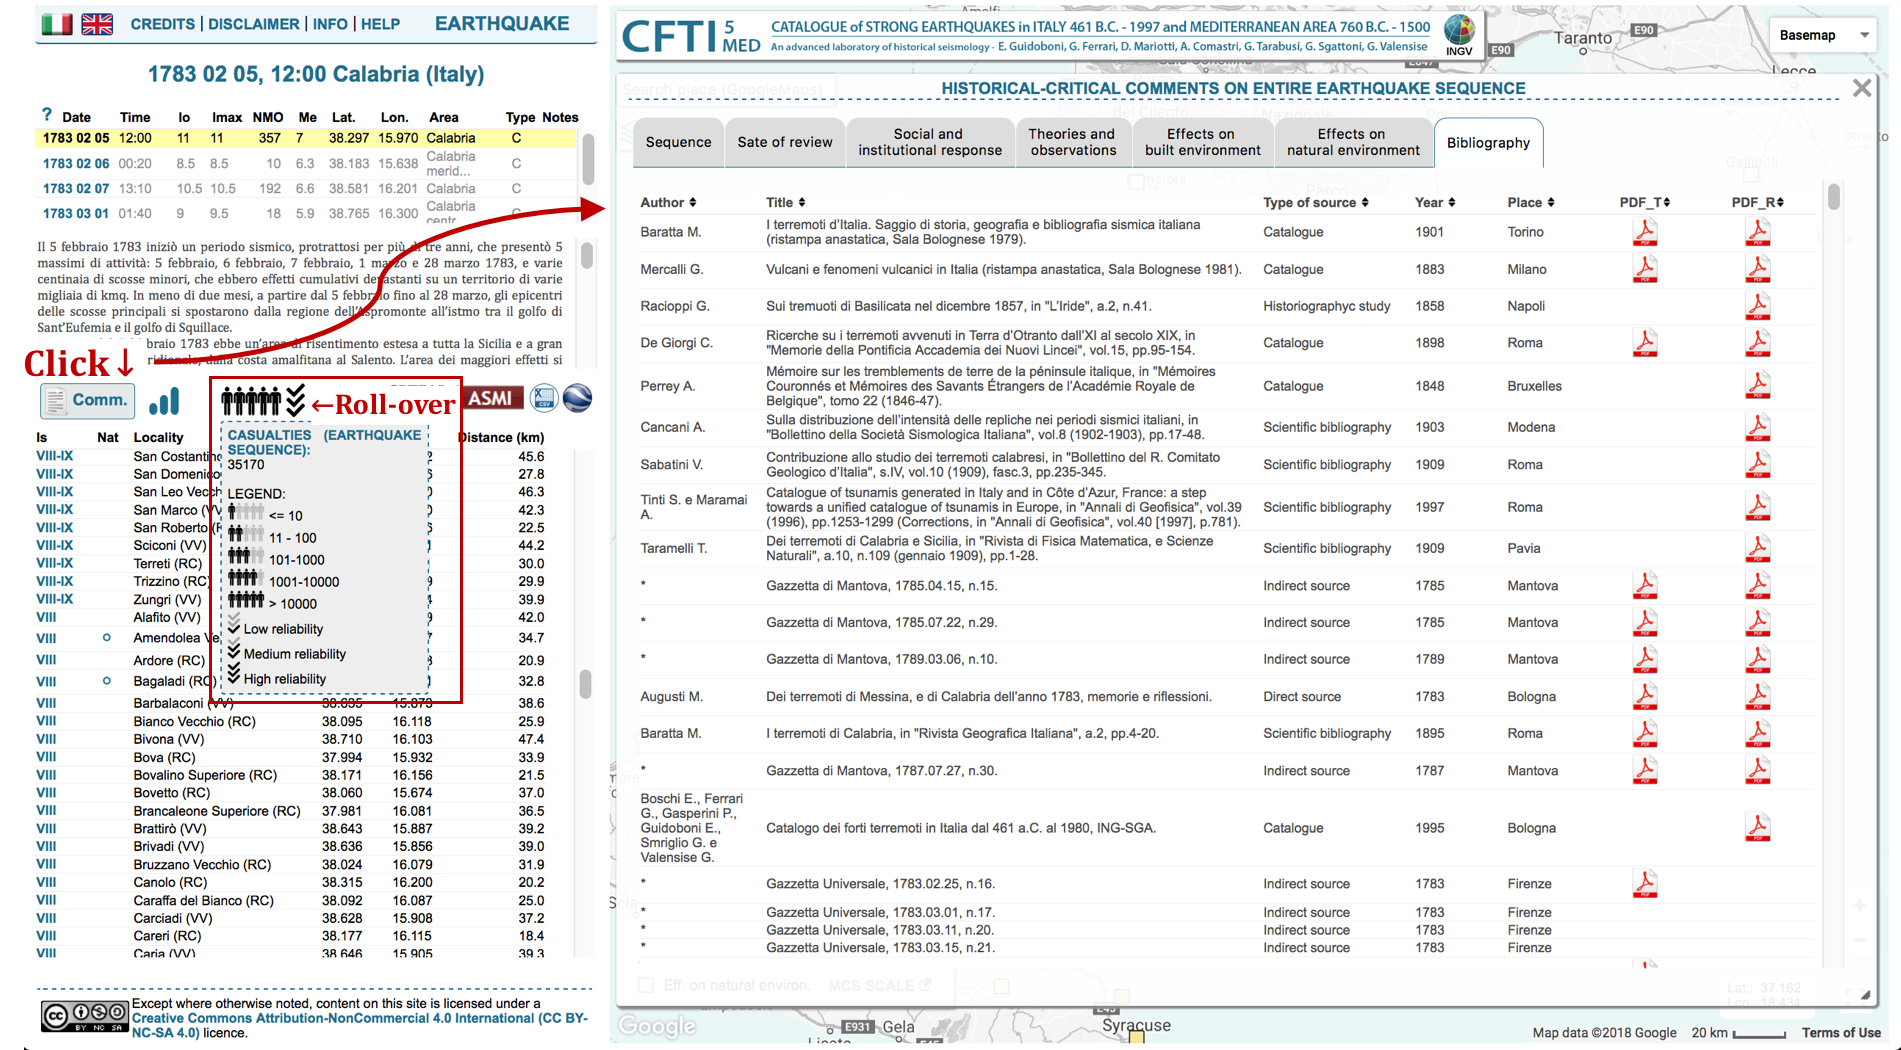 CREDITS | DISCLAIMER | INFO | HELP EARTHQUAKE
1783 02 05, 12:00 Calabria (Italy)
? Date Time Io Imax NMO Me Lat. Lon. Area Type Notes
1783 02 05 12:00 11 11 357 7 38.297 15.970 Calabria C
1783 02 06 00:20 8.5 8.5 10 6.3 38.183 15.638 Calabria merid... C
1783 02 07 13:10 10.5 10.5 192 6.6 38.581 16.201 Calabria centr C
1783 03 01 01:40 9 9.5 18 5.9 38.765 16.300 Calabria centr C
Il 5 febbraio 1783 iniziò un periodo sismico, protrattosi per più di tre anni, che presentò 5
massimi di attività: 5 febbraio, 6 febbraio, 7 febbraio, 1 marzo e 28 marzo 1783, e varie
centinaia di scosse minori, che ebbero effetti cumulativi devastanti su un territorio di varie
migliaia di kmq. In meno di due mesi, a partire dal 5 febbraio fino al 28 marzo, gli epicentri
delle scosse principali si spostarono dalla regione dell'Aspromonte all'istmo tra il golfo di
Sant'Eufemia e il golfo di Squillace.
braio 1783 ebbe un'area di risentimento estesa a tutta la Sicilia e a gran
ridionale, dalla costa amalfitana al Salento. L'area dei maggiori effetti si
Click↓
Comm. ←Roll-over ASMI CSV
Is Nat Locality Distance (km)
VIII-IX San Costantino 45.6
VIII-IX San Domenico 27.8
VIII-IX San Leo Vecch 46.3
VIII-IX San Marco (V 42.3
VIII-IX San Roberto (R 22.5
VIII-IX Sciconi (VV) 44.2
VIII-IX Terreti (RC) 30.0
VIII-IX Trizzino (RC) 29.9
VIII-IX Zungri (VV) 39.9
VIII Alafito (VV) 42.0
VIII Amendolea Ve 34.7
VIII Ardore (RC) 20.9
VIII Bagaladi (RC) 32.8
CASUALTIES (EARTHQUAKE
SEQUENCE):
35170
LEGEND:
<= 10
11 - 100
101-1000
1001-10000
> 10000
Low reliability
Medium reliability
High reliability
VIII Barbalaconi (VV) 38.635 15.873 38.6
VIII Bianco Vecchio (RC) 38.095 16.118 25.9
VIII Bivona (VV) 38.710 16.103 47.4
VIII Bova (RC) 37.994 15.932 33.9
VIII Bovalino Superiore (RC) 38.171 16.156 21.5
VIII Bovetto (RC) 38.060 15.674 37.0
VIII Brancaleone Superiore (RC) 37.981 16.081 36.5
VIII Brattirò (VV) 38.643 15.887 39.2
VIII Brivadi (VV) 38.636 15.856 39.0
VIII Bruzzano Vecchio (RC) 38.024 16.079 31.9
VIII Canolo (RC) 38.315 16.200 20.2
VIII Caraffa del Bianco (RC) 38.092 16.087 25.0
VIII Carciadi (VV) 38.628 15.908 37.2
VIII Careri (RC) 38.177 16.115 18.4
VIII Caria (VV) 38.646 15.905 39.3
cc BY NC SA
Except where otherwise noted, content on this site is licensed under a
Creative Commons Attribution-NonCommercial 4.0 International (CC BY-
NC-SA 4.0) licence.
CFTI 5 MED
CATALOGUE of STRONG EARTHQUAKES in ITALY 461 B.C. - 1997 and MEDITERRANEAN AREA 760 B.C. - 1500
An advanced laboratory of historical seismology - E. Guidoboni, G. Ferrari, D. Mariotti, A. Comastri, G. Tarabusi, G. Sgattoni, G. Valensise
INGV
E90
Taranto
E90
Basemap
Lecce
Search place (GoogleMaps)
HISTORICAL-CRITICAL COMMENTS ON ENTIRE EARTHQUAKE SEQUENCE
Sequence
Sate of review
Social and
institutional response
Theories and
observations
Effects on
built environment
Effects on
natural environment
Bibliography
Gallipoli
Author Title Type of source Year Place PDF_T PDF_R
Baratta M. I terremoti d'Italia. Saggio di storia, geografia e bibliografia sismica italiana
(ristampa anastatica, Sala Bolognese 1979). Catalogue 1901 Torino
Mercalli G. Vulcani e fenomeni vulcanici in Italia (ristampa anastatica, Sala Bolognese 1981). Catalogue 1883 Milano
Racioppi G. Sui tremuoti di Basilicata nel dicembre 1857, in "L'Iride", a.2, n.41. Historiographyc study 1858 Napoli
De Giorgi C. Ricerche su i terremoti avvenuti in Terra d'Otranto dall'XI al secolo XIX, in
"Memorie della Pontificia Accademia dei Nuovi Lincei", vol.15, pp.95-154. Catalogue 1898 Roma
Perrey A. Mémoire sur les tremblements de terre de la péninsule italique, in "Mémoires
Couronnés et Mémoires des Savants Étrangers de l'Académie Royale de
Belgique", tomo 22 (1846-47). Catalogue 1848 Bruxelles
Cancani A. Sulla distribuzione dell'intensità delle repliche nei periodi sismici italiani, in
"Bollettino della Società Sismologica Italiana", vol.8 (1902-1903), pp.17-48. Scientific bibliography 1903 Modena
Sabatini V. Contribuzione allo studio dei terremoti calabresi, in "Bollettino del R. Comitato
Geologico d'Italia", s.IV, vol.10 (1909), fasc.3, pp.235-345. Scientific bibliography 1909 Roma
Tinti S. e Maramai A. Catalogue of tsunamis generated in Italy and in Côte d'Azur, France: a step
towards a unified catalogue of tsunamis in Europe, in "Annali di Geofisica", vol.39
(1996), pp.1253-1299 (Corrections, in "Annali di Geofisica", vol.40 [1997], p.781). Scientific bibliography 1997 Roma
Taramelli T. Dei terremoti di Calabria e Sicilia, in "Rivista di Fisica Matematica, e Scienze
Naturali", a.10, n.109 (gennaio 1909), pp.1-28. Scientific bibliography 1909 Pavia
* Gazzetta di Mantova, 1785.04.15, n.15. Indirect source 1785 Mantova
* Gazzetta di Mantova, 1785.07.22, n.29. Indirect source 1785 Mantova
* Gazzetta di Mantova, 1789.03.06, n.10. Indirect source 1789 Mantova
Augusti M. Dei terremoti di Messina, e di Calabria dell'anno 1783, memorie e riflessioni. Direct source 1783 Bologna
Baratta M. I terremoti di Calabria, in "Rivista Geografica Italiana", a.2, pp.4-20. Scientific bibliography 1895 Roma
* Gazzetta di Mantova, 1787.07.27, n.30. Indirect source 1787 Mantova
Boschi E., Ferrari
G., Gasperini P.,
Guidoboni E.,
Smriglio G. e
Valensise G. Catalogo dei forti terremoti in Italia dal 461 a.C. al 1980, ING-SGA. Catalogue 1995 Bologna
* Gazzetta Universale, 1783.02.25, n.16. Indirect source 1783 Firenze
* Gazzetta Universale, 1783.03.01, n.17. Indirect source 1783 Firenze
* Gazzetta Universale, 1783.03.11, n.20. Indirect source 1783 Firenze
* Gazzetta Universale, 1783.03.15, n.21. Indirect source 1783 Firenze
Eff. on natural environ. MCS SCALE
Lat.: 37.162
Lon.: 18.434
Google
E931 Gela
E45
Syracuse
Map data ©2018 Google 20 km Terms of Use